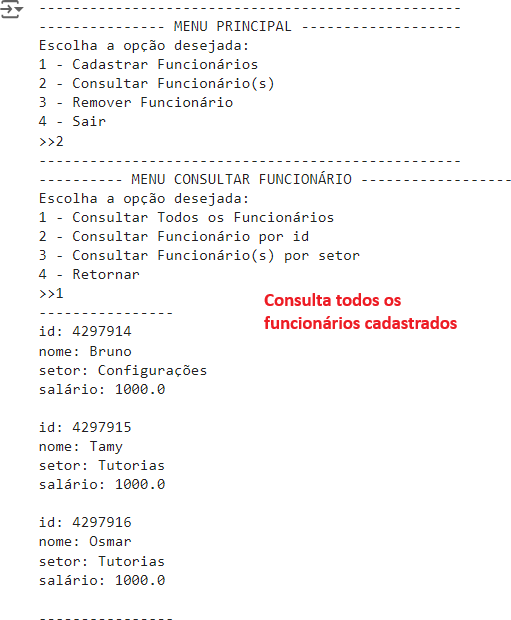 --------------------------------------------------
--------------- MENU PRINCIPAL -------------------
Escolha a opção desejada:
1 - Cadastrar Funcionários
2 - Consultar Funcionário(s)
3 - Remover Funcionário
4 - Sair
>>2
--------------------------------------------------
---------- MENU CONSULTAR FUNCIONÁRIO ------------------
Escolha a opção desejada:
1 - Consultar Todos os Funcionários
2 - Consultar Funcionário por id
3 - Consultar Funcionário(s) por setor
4 - Retornar
>>1
Consulta todos os
funcionários cadastrados
----------------
id: 4297914
nome: Bruno
setor: Configurações
salário: 1000.0
id: 4297915
nome: Tamy
setor: Tutorias
salário: 1000.0
id: 4297916
nome: Osmar
setor: Tutorias
salário: 1000.0
----------------